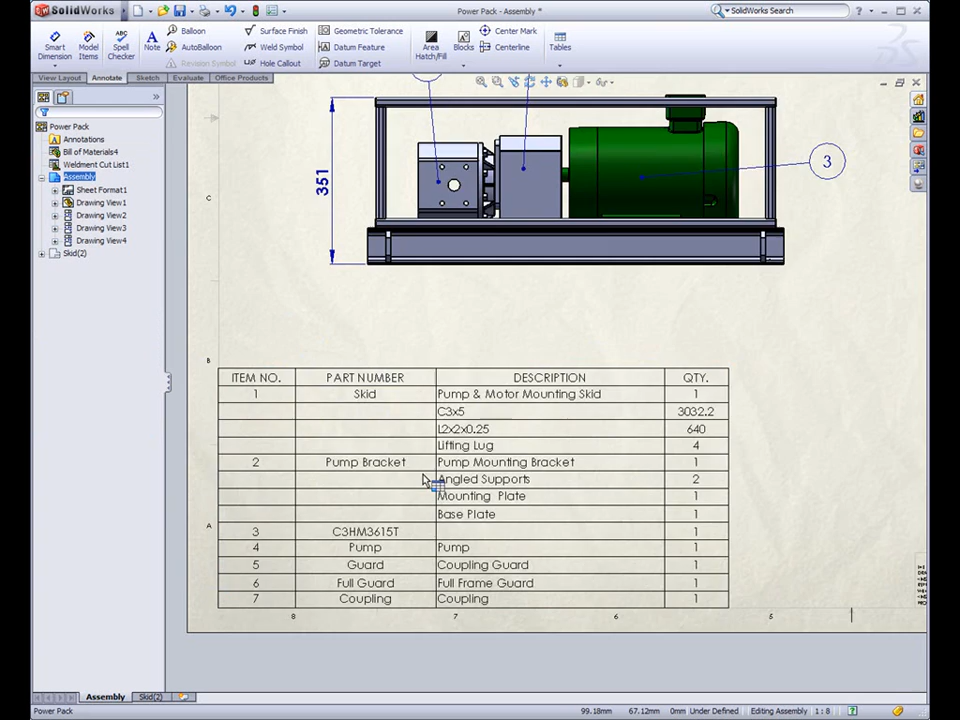 SolidWorks
Power Pack - Assembly *
SolidWorks Search
Smart Dimension
Model Items
Spell Checker
Note
Balloon
AutoBalloon
Revision Symbol
Surface Finish
Weld Symbol
Hole Callout
Geometric Tolerance
Datum Feature
Datum Target
Area Hatch/Fill
Blocks
Center Mark
Centerline
Tables
View Layout Annotate Sketch Evaluate Office Products
Power Pack
Annotations
Bill of Materials4
Weldment Cut List1
Assembly
Sheet Format1
Drawing View1
Drawing View2
Drawing View3
Drawing View4
Skid(2)
351
3
C
B
A
ITEM NO. PART NUMBER DESCRIPTION QTY.
1 Skid Pump & Motor Mounting Skid 1
C3x5 3032.2
L2x2x0.25 640
Lifting Lug 4
2 Pump Bracket Pump Mounting Bracket 1
Angled Supports 2
Mounting Plate 1
Base Plate 1
3 C3HM3615T 1
4 Pump Pump 1
5 Guard Coupling Guard 1
6 Full Guard Full Frame Guard 1
7 Coupling Coupling 1
8 7 6 5
Assembly Skid(2)
Power Pack 99.18mm 67.12mm 0mm Under Defined Editing Assembly 1 : 8